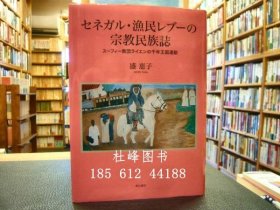 セネガル・漁民レブーの
宗教民族誌
スーフィー教団ライエンの千年王国運動
盛 恵子
杜峰图书
185 612 44188